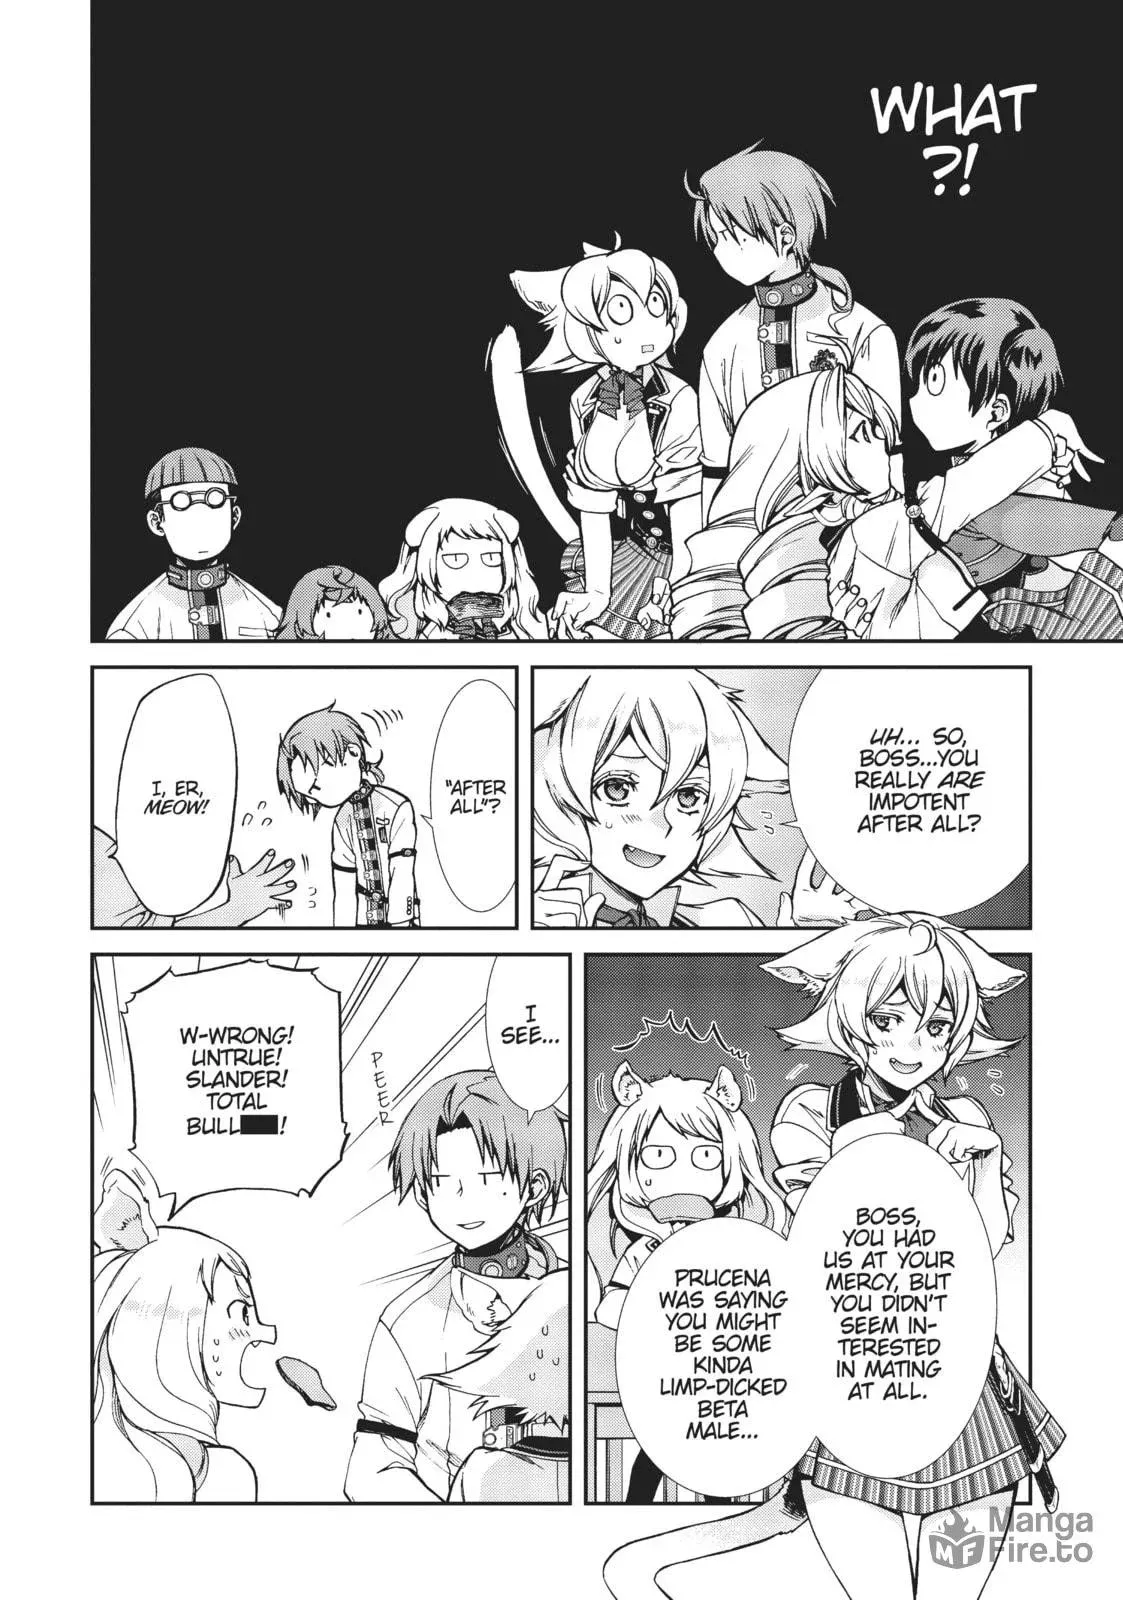 WHAT
?!
UH... SO,
BOSS...YOU
REALLY ARE
IMPOTENT
AFTER ALL?
"AFTER
ALL"?
I, ER,
MEOW!
BOSS,
YOU HAD
US AT YOUR
MERCY, BUT
YOU DIDN'T
SEEM IN-
TERESTED
IN MATING
AT ALL.
PRUCENA
WAS SAYING
YOU MIGHT
BE SOME
KINDA
LIMP-DICKED
BETA
MALE...
I
SEE...
PEER
W-WRONG!
UNTRUE!
SLANDER!
TOTAL
BULL!
Manga
Fire.to
MF